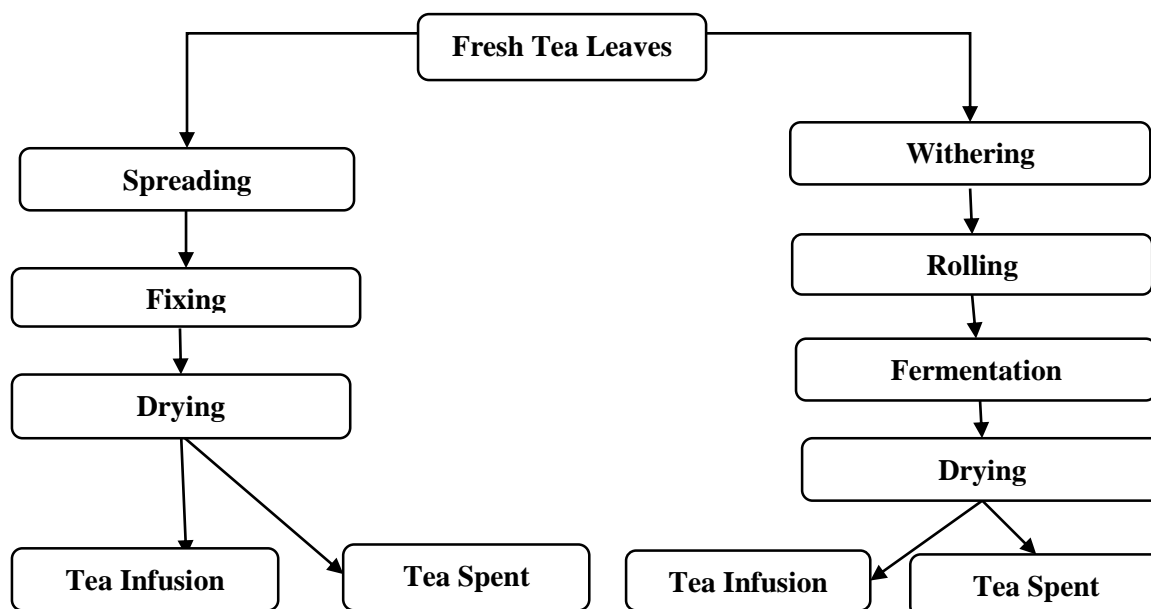 Fresh Tea Leaves
Spreading
Fixing
Drying
Tea Infusion
Tea Spent
Withering
Rolling
Fermentation
Drying
Tea Infusion
Tea Spent